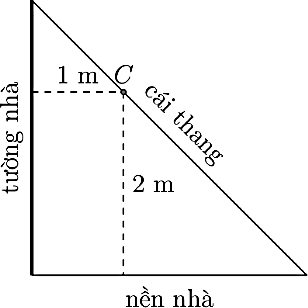 1 m
C
cái thang
tường nhà
2 m
nền nhà